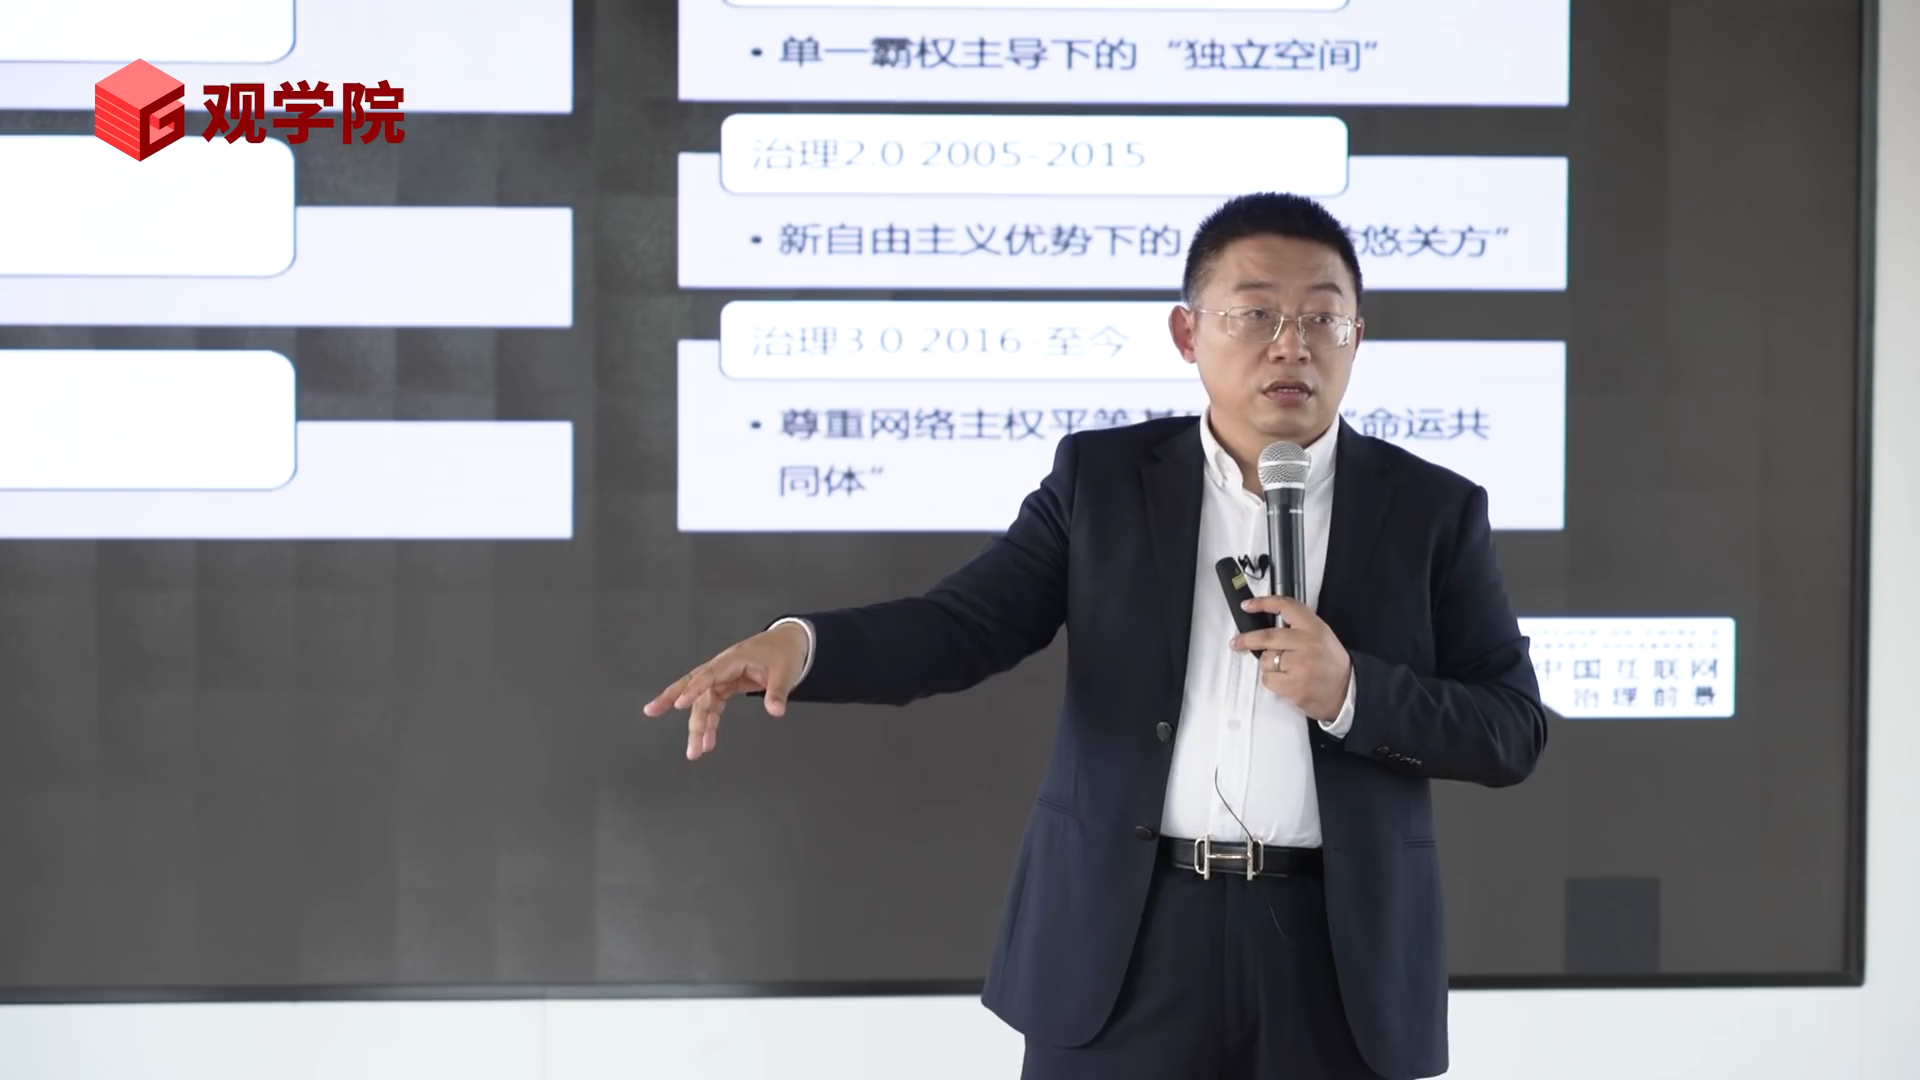 观学院
单一霸权主导下的“独立空间”
治理2.0 2005-2015
新自由主义优势下的
悠关方”
治理3.0 2016-至今
尊重网络主权平等基
“命运共
同体”
中国互联网
治理前景